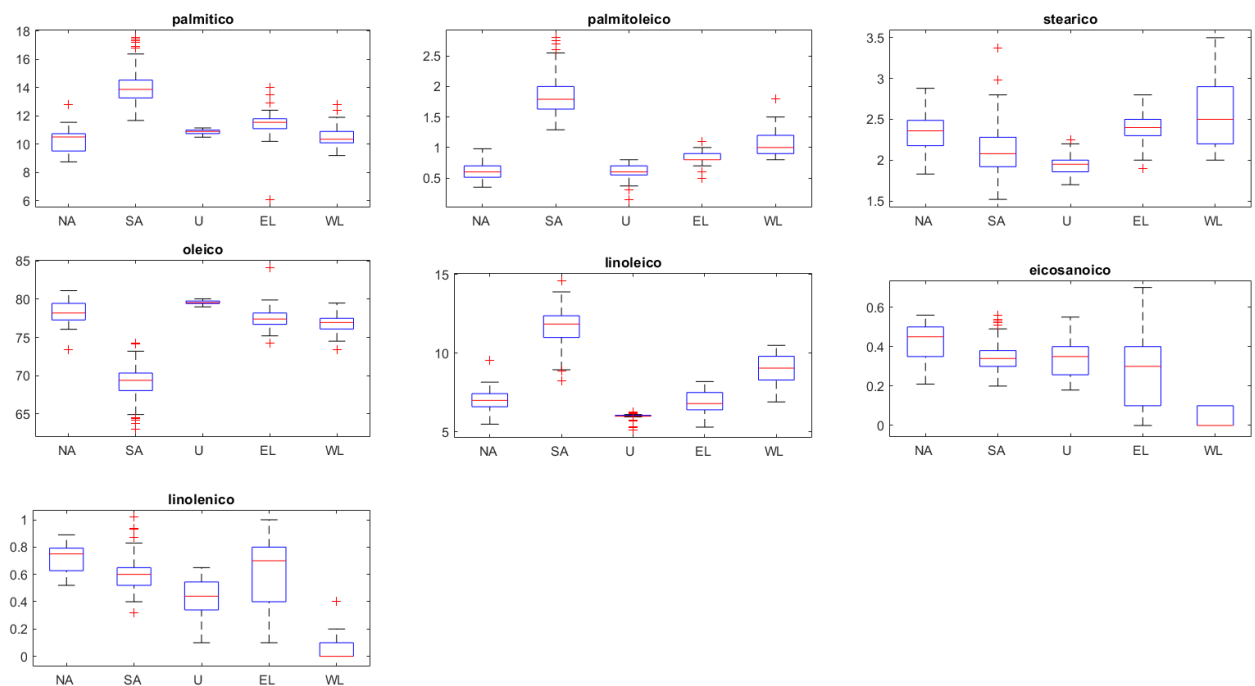 palmitico
18
16
14
12
10
8
6
NA SA U EL WL
palmitoleico
2.5
2
1.5
1
0.5
NA SA U EL WL
stearico
3.5
3
2.5
2
1.5
NA SA U EL WL
oleico
85
80
75
70
65
NA SA U EL WL
linoleico
15
10
5
NA SA U EL WL
eicosanoico
0.6
0.4
0.2
0
NA SA U EL WL
linolenico
1
0.8
0.6
0.4
0.2
0
NA SA U EL WL